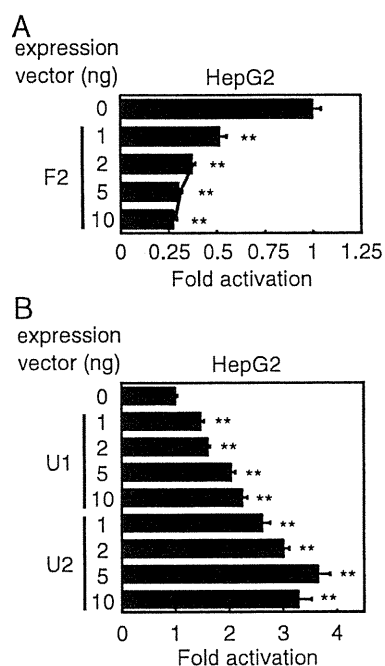 A
expression
vector (ng)
HepG2
0
F2
1
**
2
**
5
**
10
**
0 0.25 0.5 0.75 1 1.25
Fold activation
B
expression
vector (ng)
HepG2
0
U1
1
**
2
**
5
**
10
**
U2
1
**
2
**
5
**
10
**
0 1 2 3 4
Fold activation